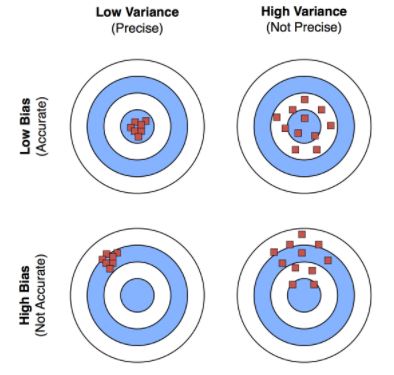 Low Variance
(Precise)
High Variance
(Not Precise)
Low Bias
(Accurate)
High Bias
(Not Accurate)